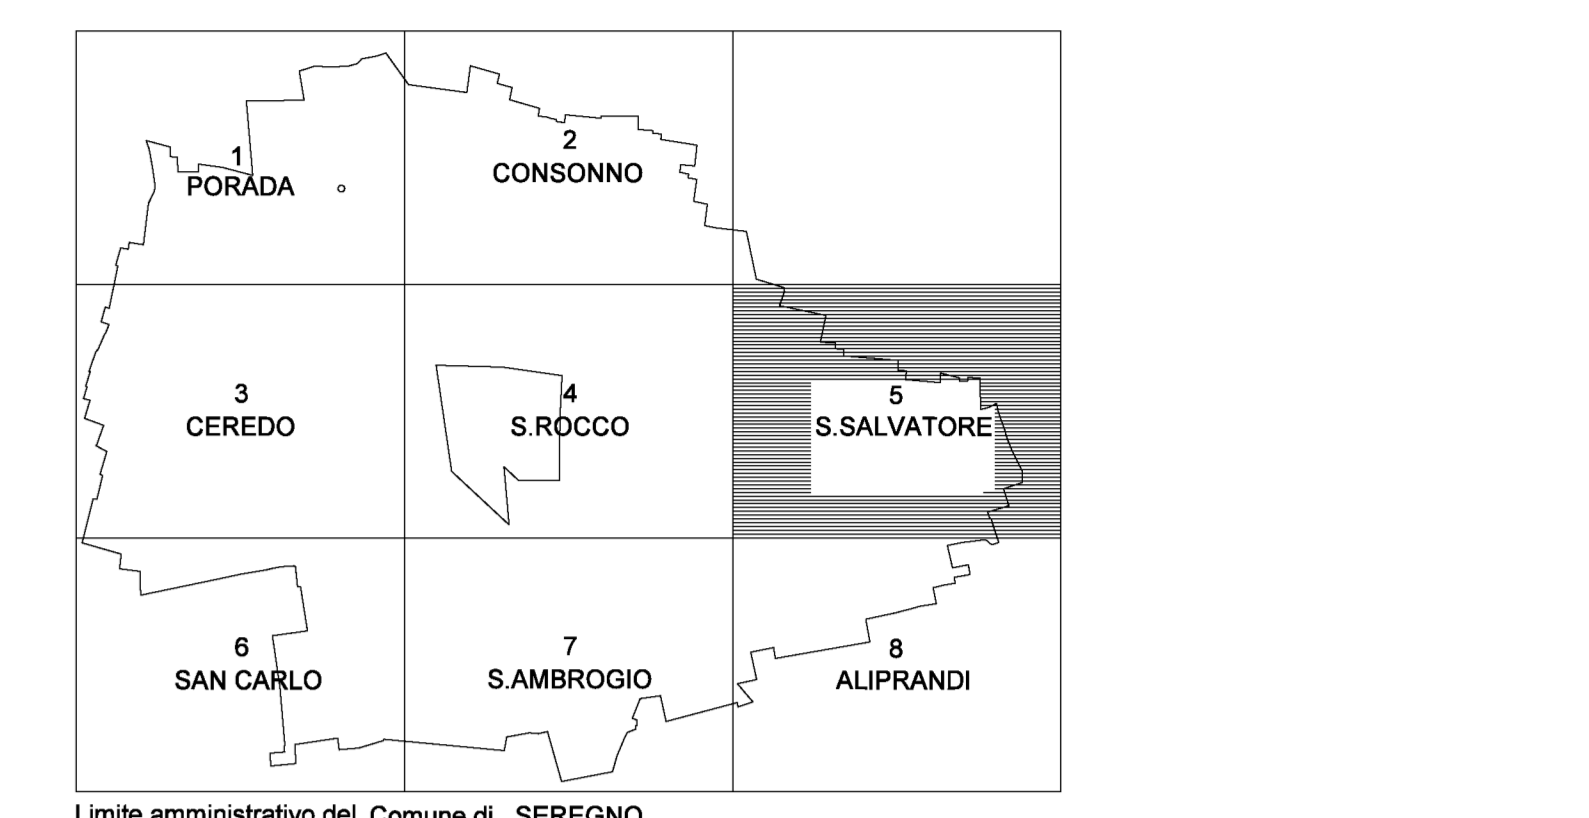 1
PORADA
2
CONSONNO
3
CEREDO
4
S.ROCCO
5
S.SALVATORE
6
SAN CARLO
7
S.AMBROGIO
8
ALIPRANDI
Limite amministrativo del Comune di SEREGNO